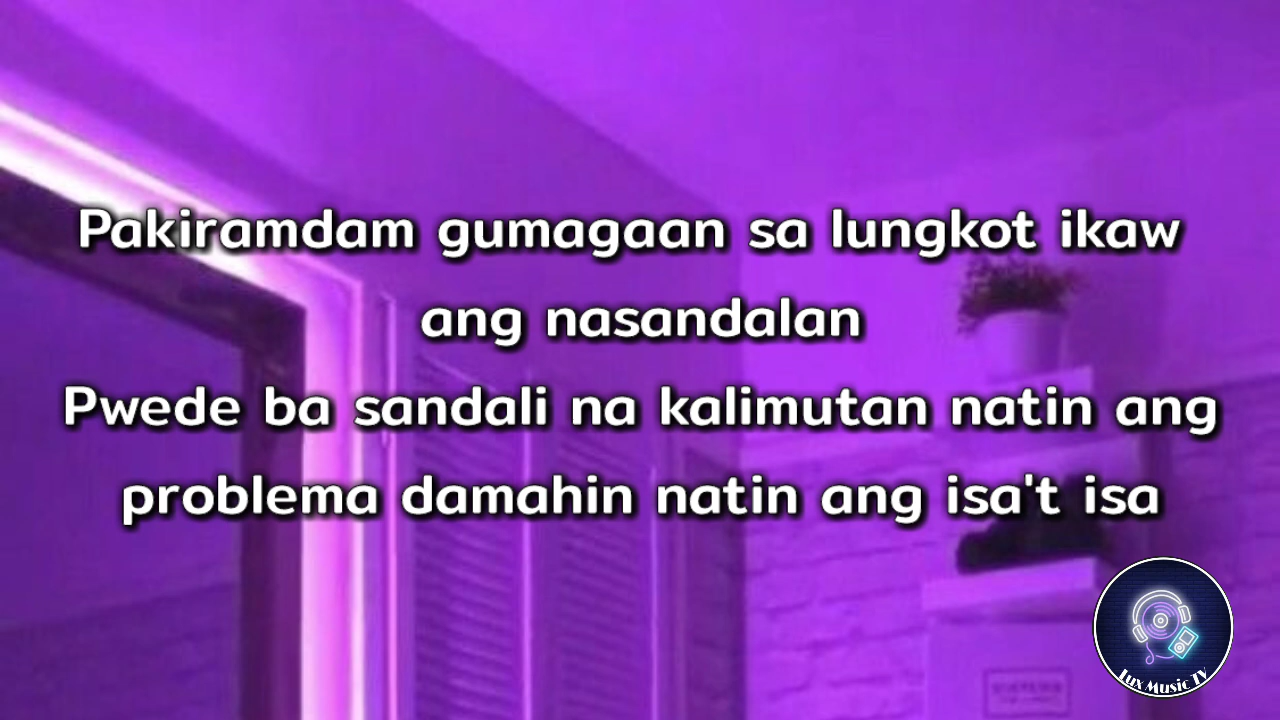 Pakiramdam gumagaan sa lungkot ikaw
ang nasandalan
Pwede ba sandali na kalimutan natin ang
problema damahin natin ang isa't isa
Lux Music TV